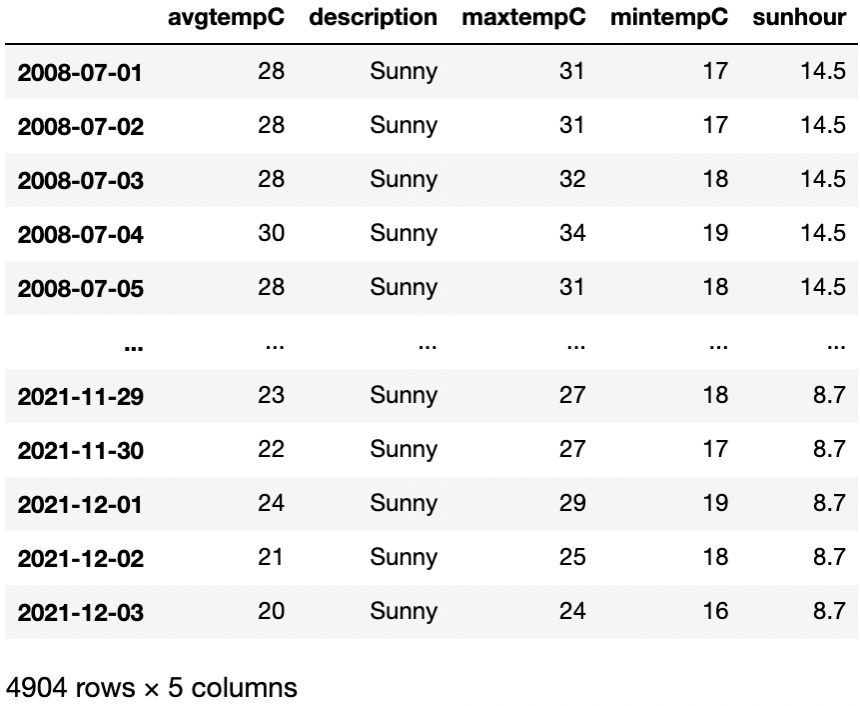 avgtempC description maxtempC mintempC sunhour
2008-07-01 28 Sunny 31 17 14.5
2008-07-02 28 Sunny 31 17 14.5
2008-07-03 28 Sunny 32 18 14.5
2008-07-04 30 Sunny 34 19 14.5
2008-07-05 28 Sunny 31 18 14.5
... ... ... ... ... ...
2021-11-29 23 Sunny 27 18 8.7
2021-11-30 22 Sunny 27 17 8.7
2021-12-01 24 Sunny 29 19 8.7
2021-12-02 21 Sunny 25 18 8.7
2021-12-03 20 Sunny 24 16 8.7
4904 rows × 5 columns